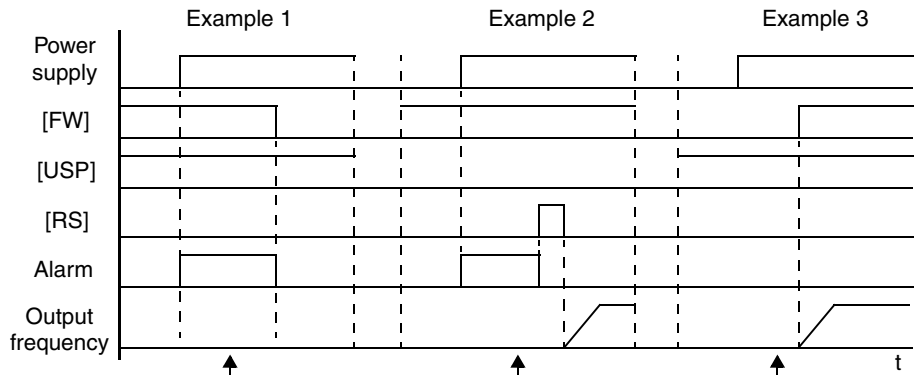 Example 1 Example 2 Example 3
Power
supply
[FW]
[USP]
[RS]
Alarm
Output
frequency
t